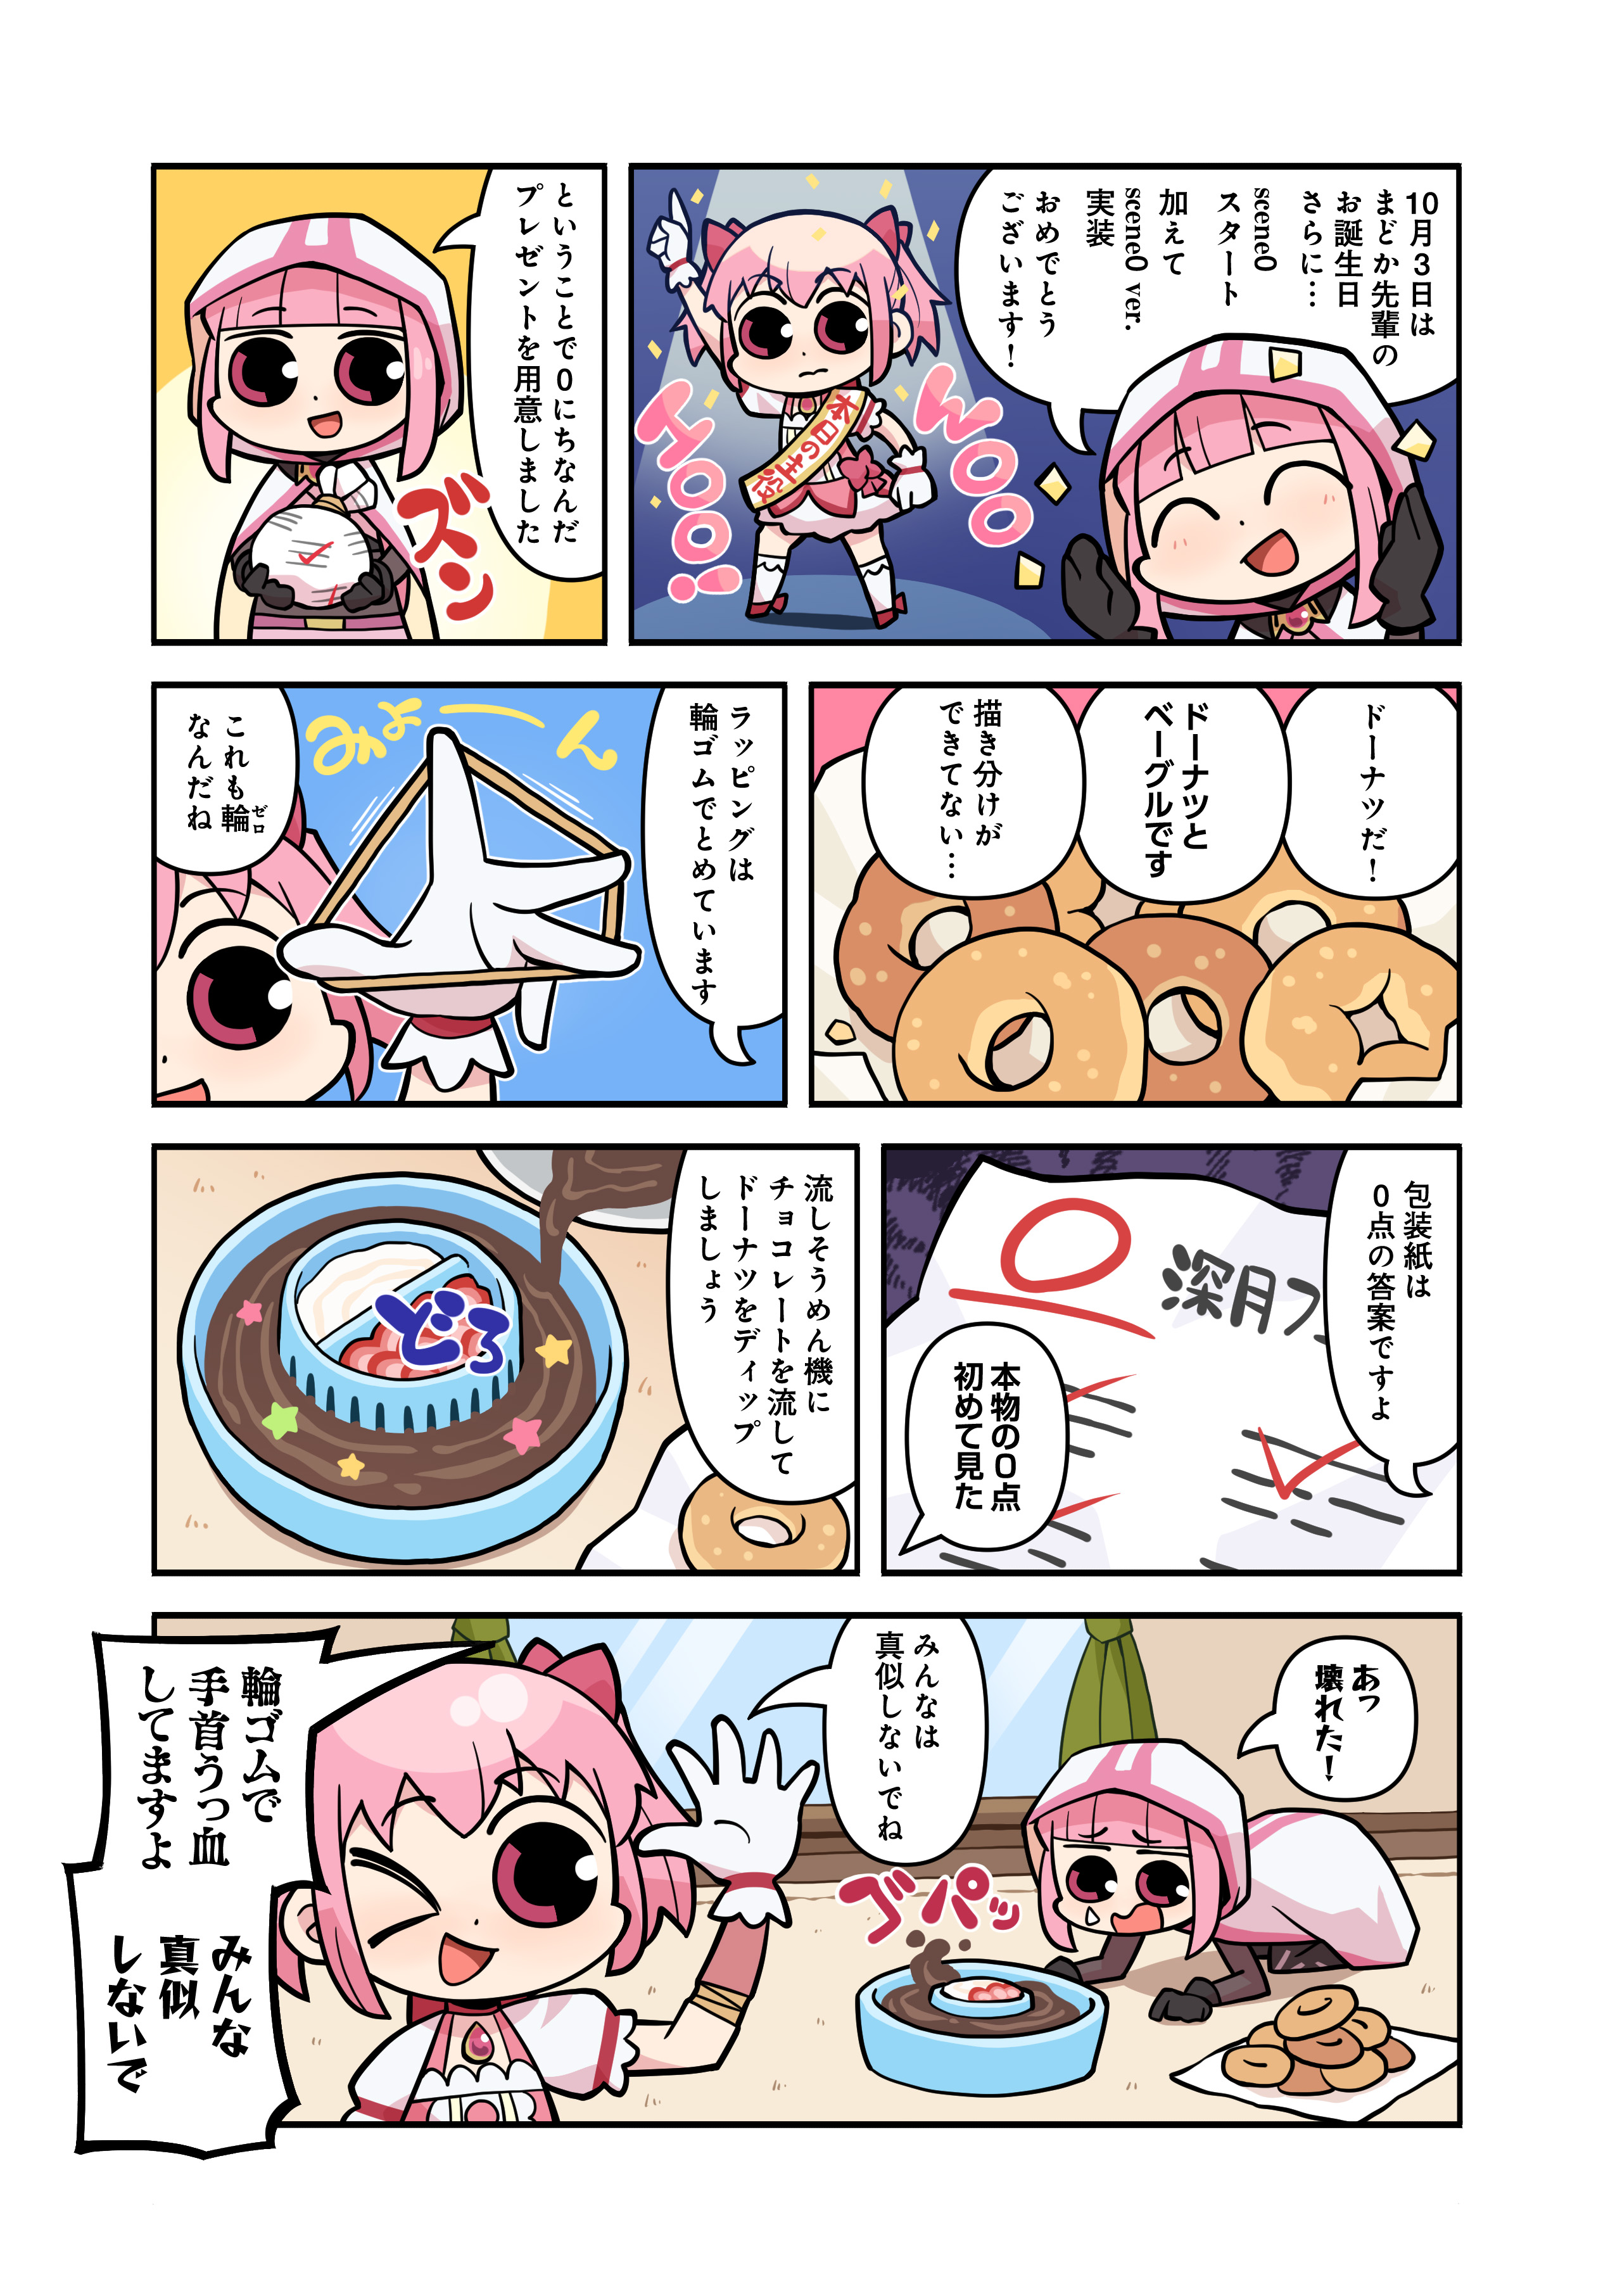 10月3日は
まどか先輩の
お誕生日
さらに…
scene0
スタート
加えて
scene0 ver.
実装
おめでとう
ございます!
本日の主役
WOO
HOO!
ということで0にちなんだ
プレゼントを用意しました
ズン
ドーナツだ!
ドーナツと
ベーグルです
描き分けが
できてない…
ラッピングは
輪ゴムでとめています
みょーん
これも輪
ゼロ
なんだね
包装紙は
0点の答案ですよ
0
深月フ
本物の0点
初めて見た
流しそうめん機に
チョコレートを流して
ドーナツをディップ
しましょう
どろ
あっ
壊れた!
みんなは
真似しないでね
ズパッ
輪ゴムで
手首うっ血
してますよ
みんな
真似
しないで